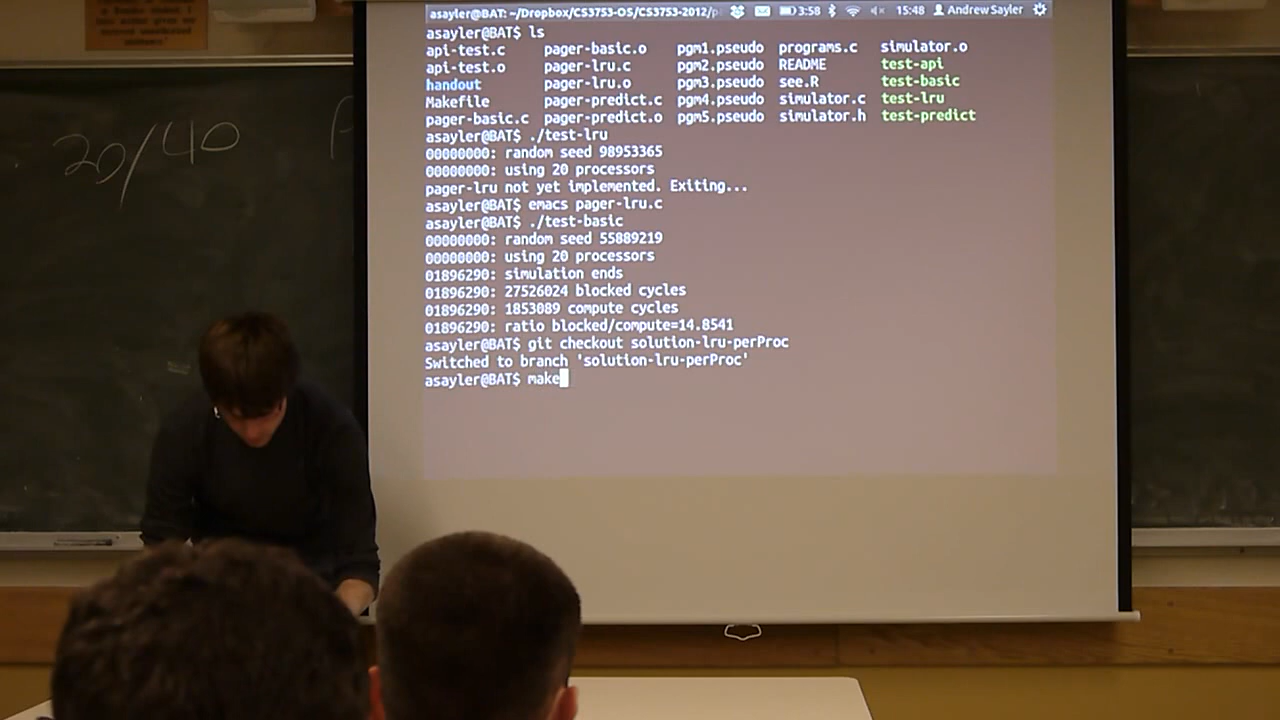 asayler@BAT: ~/Dropbox/CS3753-OS/CS3753-2012/p 3:58 15:48 Andrew Sayler
asayler@BAT$ ls
api-test.c pager-basic.o pgm1.pseudo programs.c simulator.o
api-test.o pager-lru.c pgm2.pseudo README test-api
handout pager-lru.o pgm3.pseudo see.R test-basic
Makefile pager-predict.c pgm4.pseudo simulator.c test-lru
pager-basic.c pager-predict.o pgm5.pseudo simulator.h test-predict
asayler@BAT$ ./test-lru
00000000: random seed 98953365
00000000: using 20 processors
pager-lru not yet implemented. Exiting...
asayler@BAT$ emacs pager-lru.c
asayler@BAT$ ./test-basic
00000000: random seed 55889219
00000000: using 20 processors
01896290: simulation ends
01896290: 27526024 blocked cycles
01896290: 1853089 compute cycles
01896290: ratio blocked/compute=14.8541
asayler@BAT$ git checkout solution-lru-perProc
Switched to branch 'solution-lru-perProc'
asayler@BAT$ make
20/40